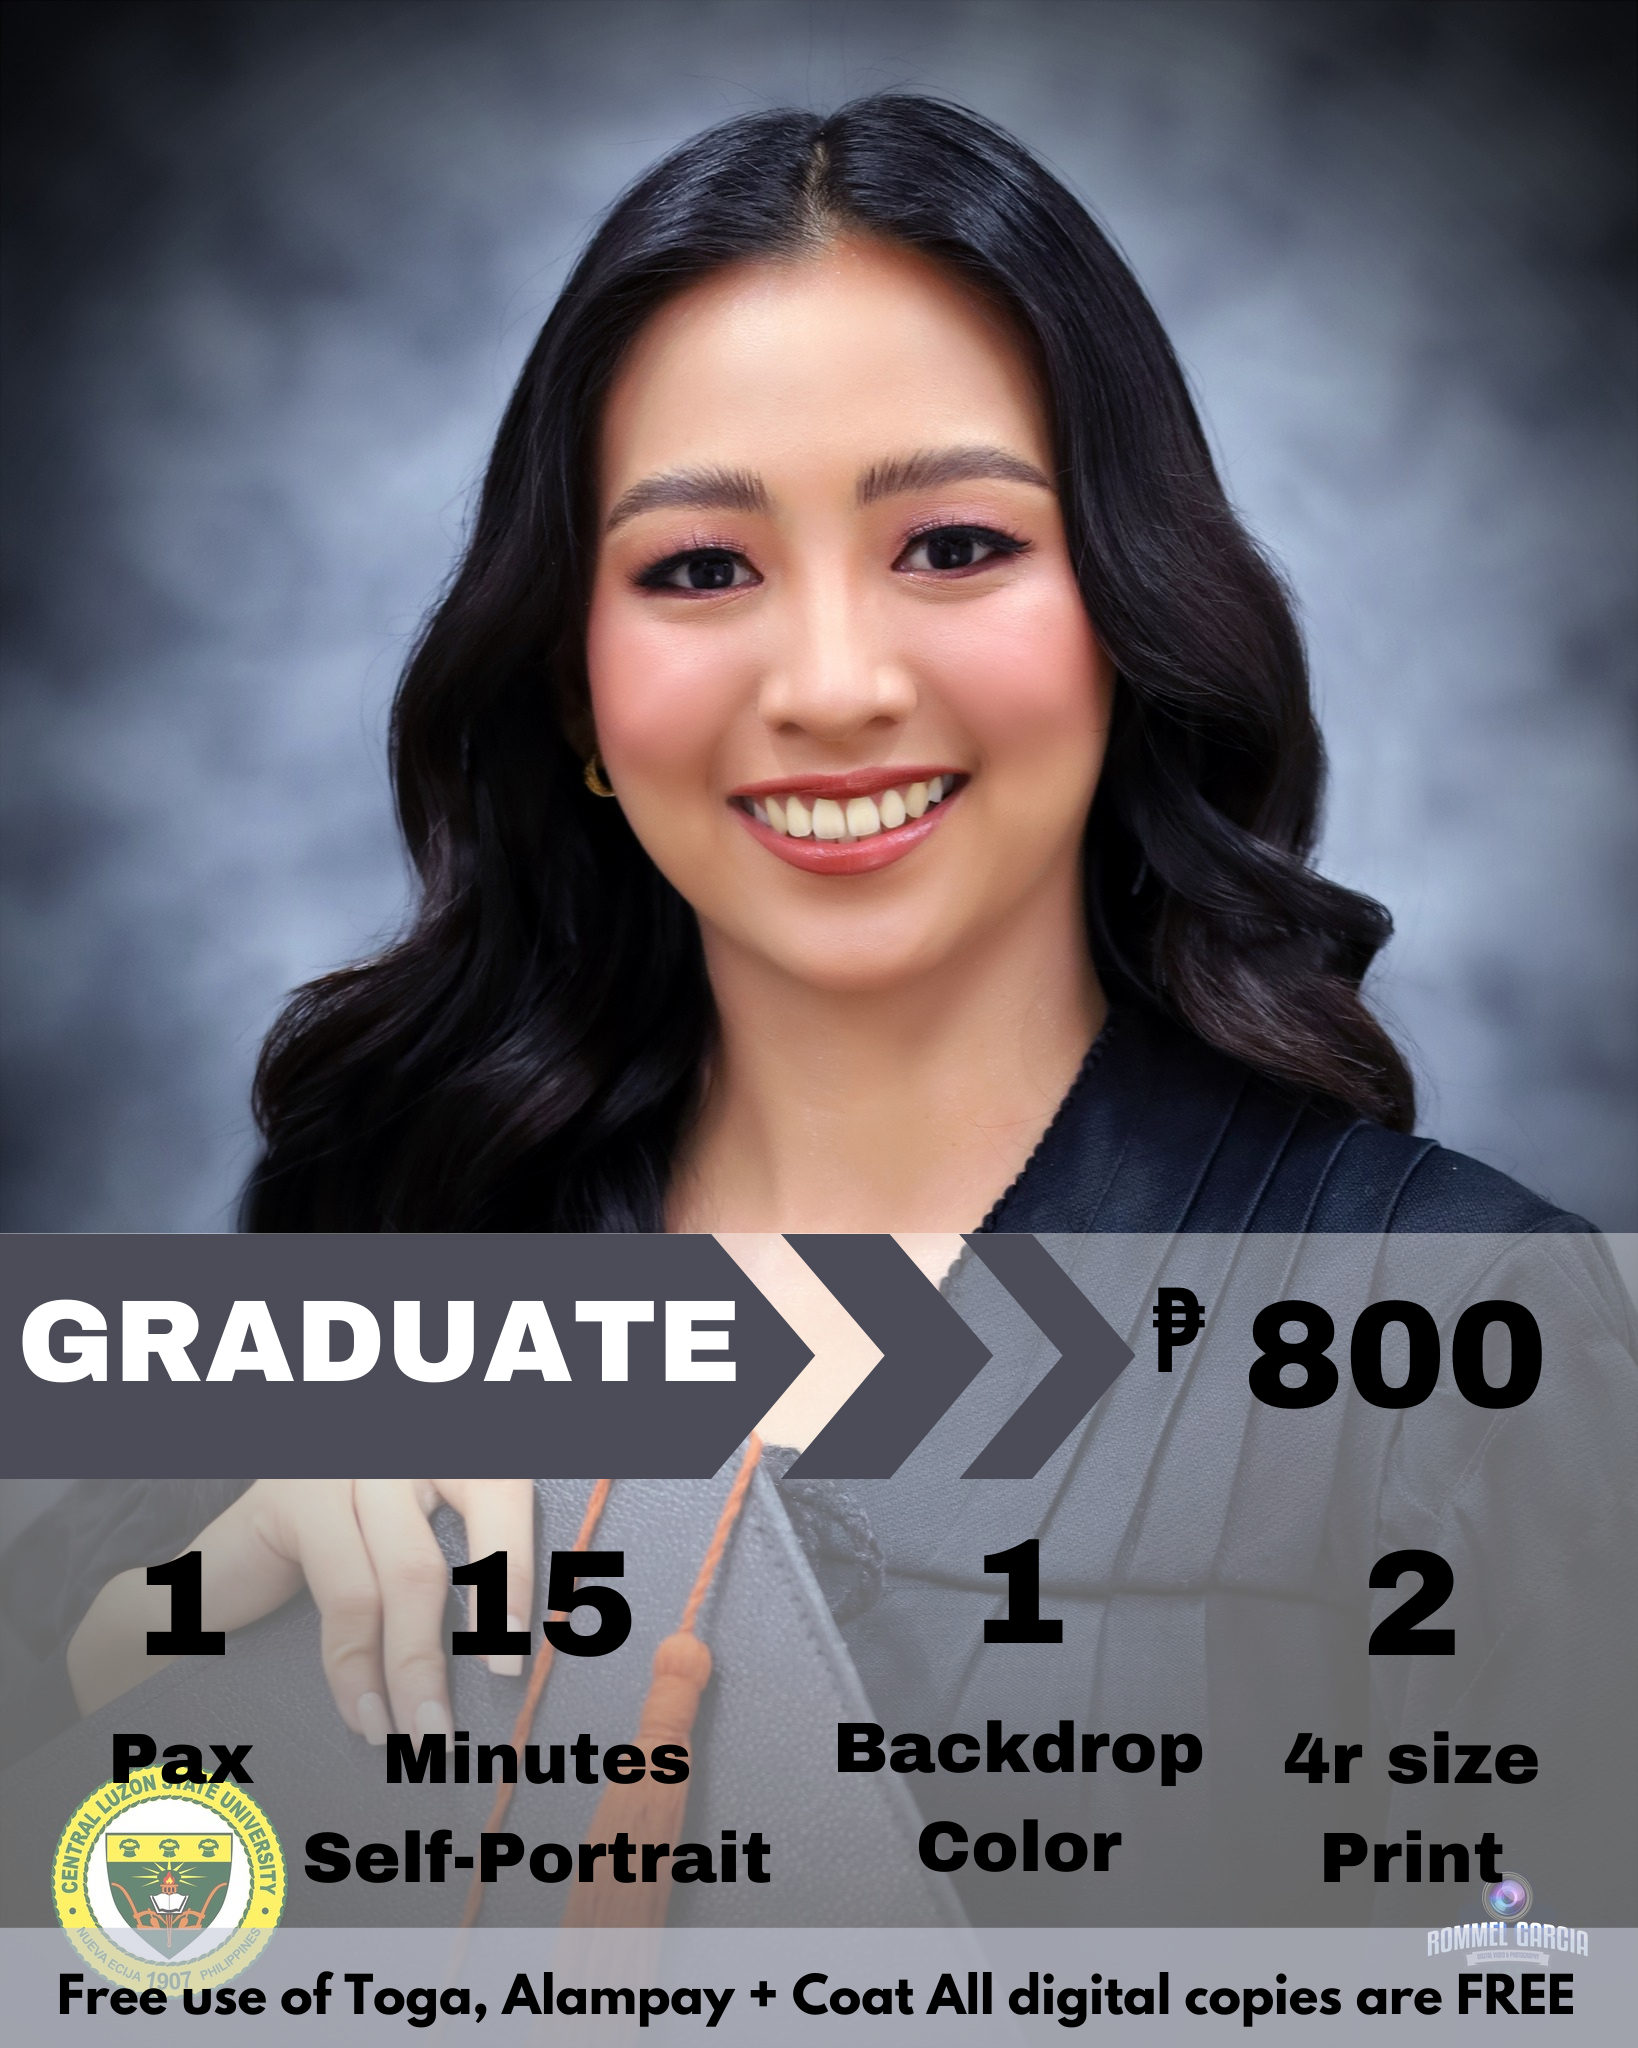 GRADUATE
₱ 800
1
Pax
15
Minutes
Self-Portrait
1
Backdrop
Color
2
4r size
Print
CENTRAL LUZON STATE UNIVERSITY
NUEVA ECIJA PHILIPPINES
1907
ROMMEL GARCIA
Free use of Toga, Alampay + Coat All digital copies are FREE